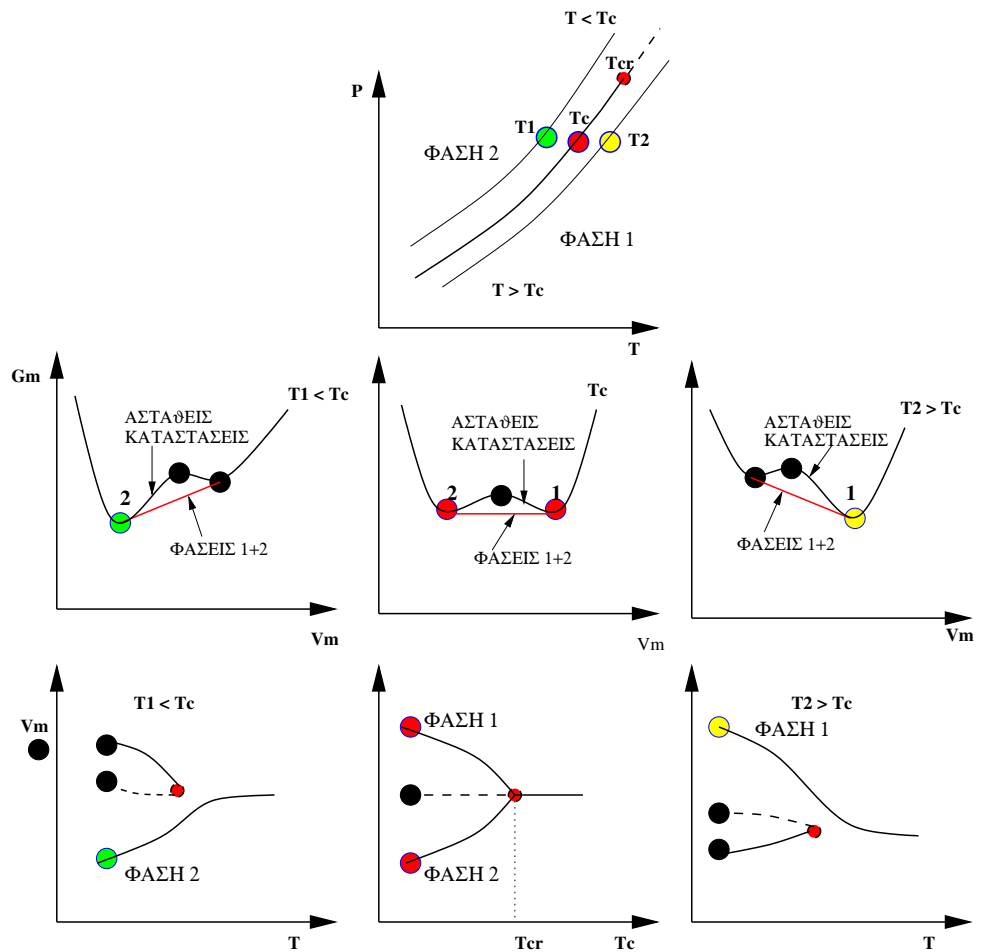 T < Tc
Tcr
P
T1
Tc
T2
ΦΑΣΗ 2
ΦΑΣΗ 1
T > Tc
T
Gm
T1 < Tc
ΑΣΤΑϑΕΙΣ
ΚΑΤΑΣΤΑΣΕΙΣ
2
ΦΑΣΕΙΣ 1+2
Vm
Tc
ΑΣΤΑϑΕΙΣ
ΚΑΤΑΣΤΑΣΕΙΣ
2
1
ΦΑΣΕΙΣ 1+2
Vm
T2 > Tc
ΑΣΤΑϑΕΙΣ
ΚΑΤΑΣΤΑΣΕΙΣ
1
ΦΑΣΕΙΣ 1+2
Vm
T1 < Tc
Vm
ΦΑΣΗ 2
T
ΦΑΣΗ 1
ΦΑΣΗ 2
Tcr
Tc
T2 > Tc
ΦΑΣΗ 1
T